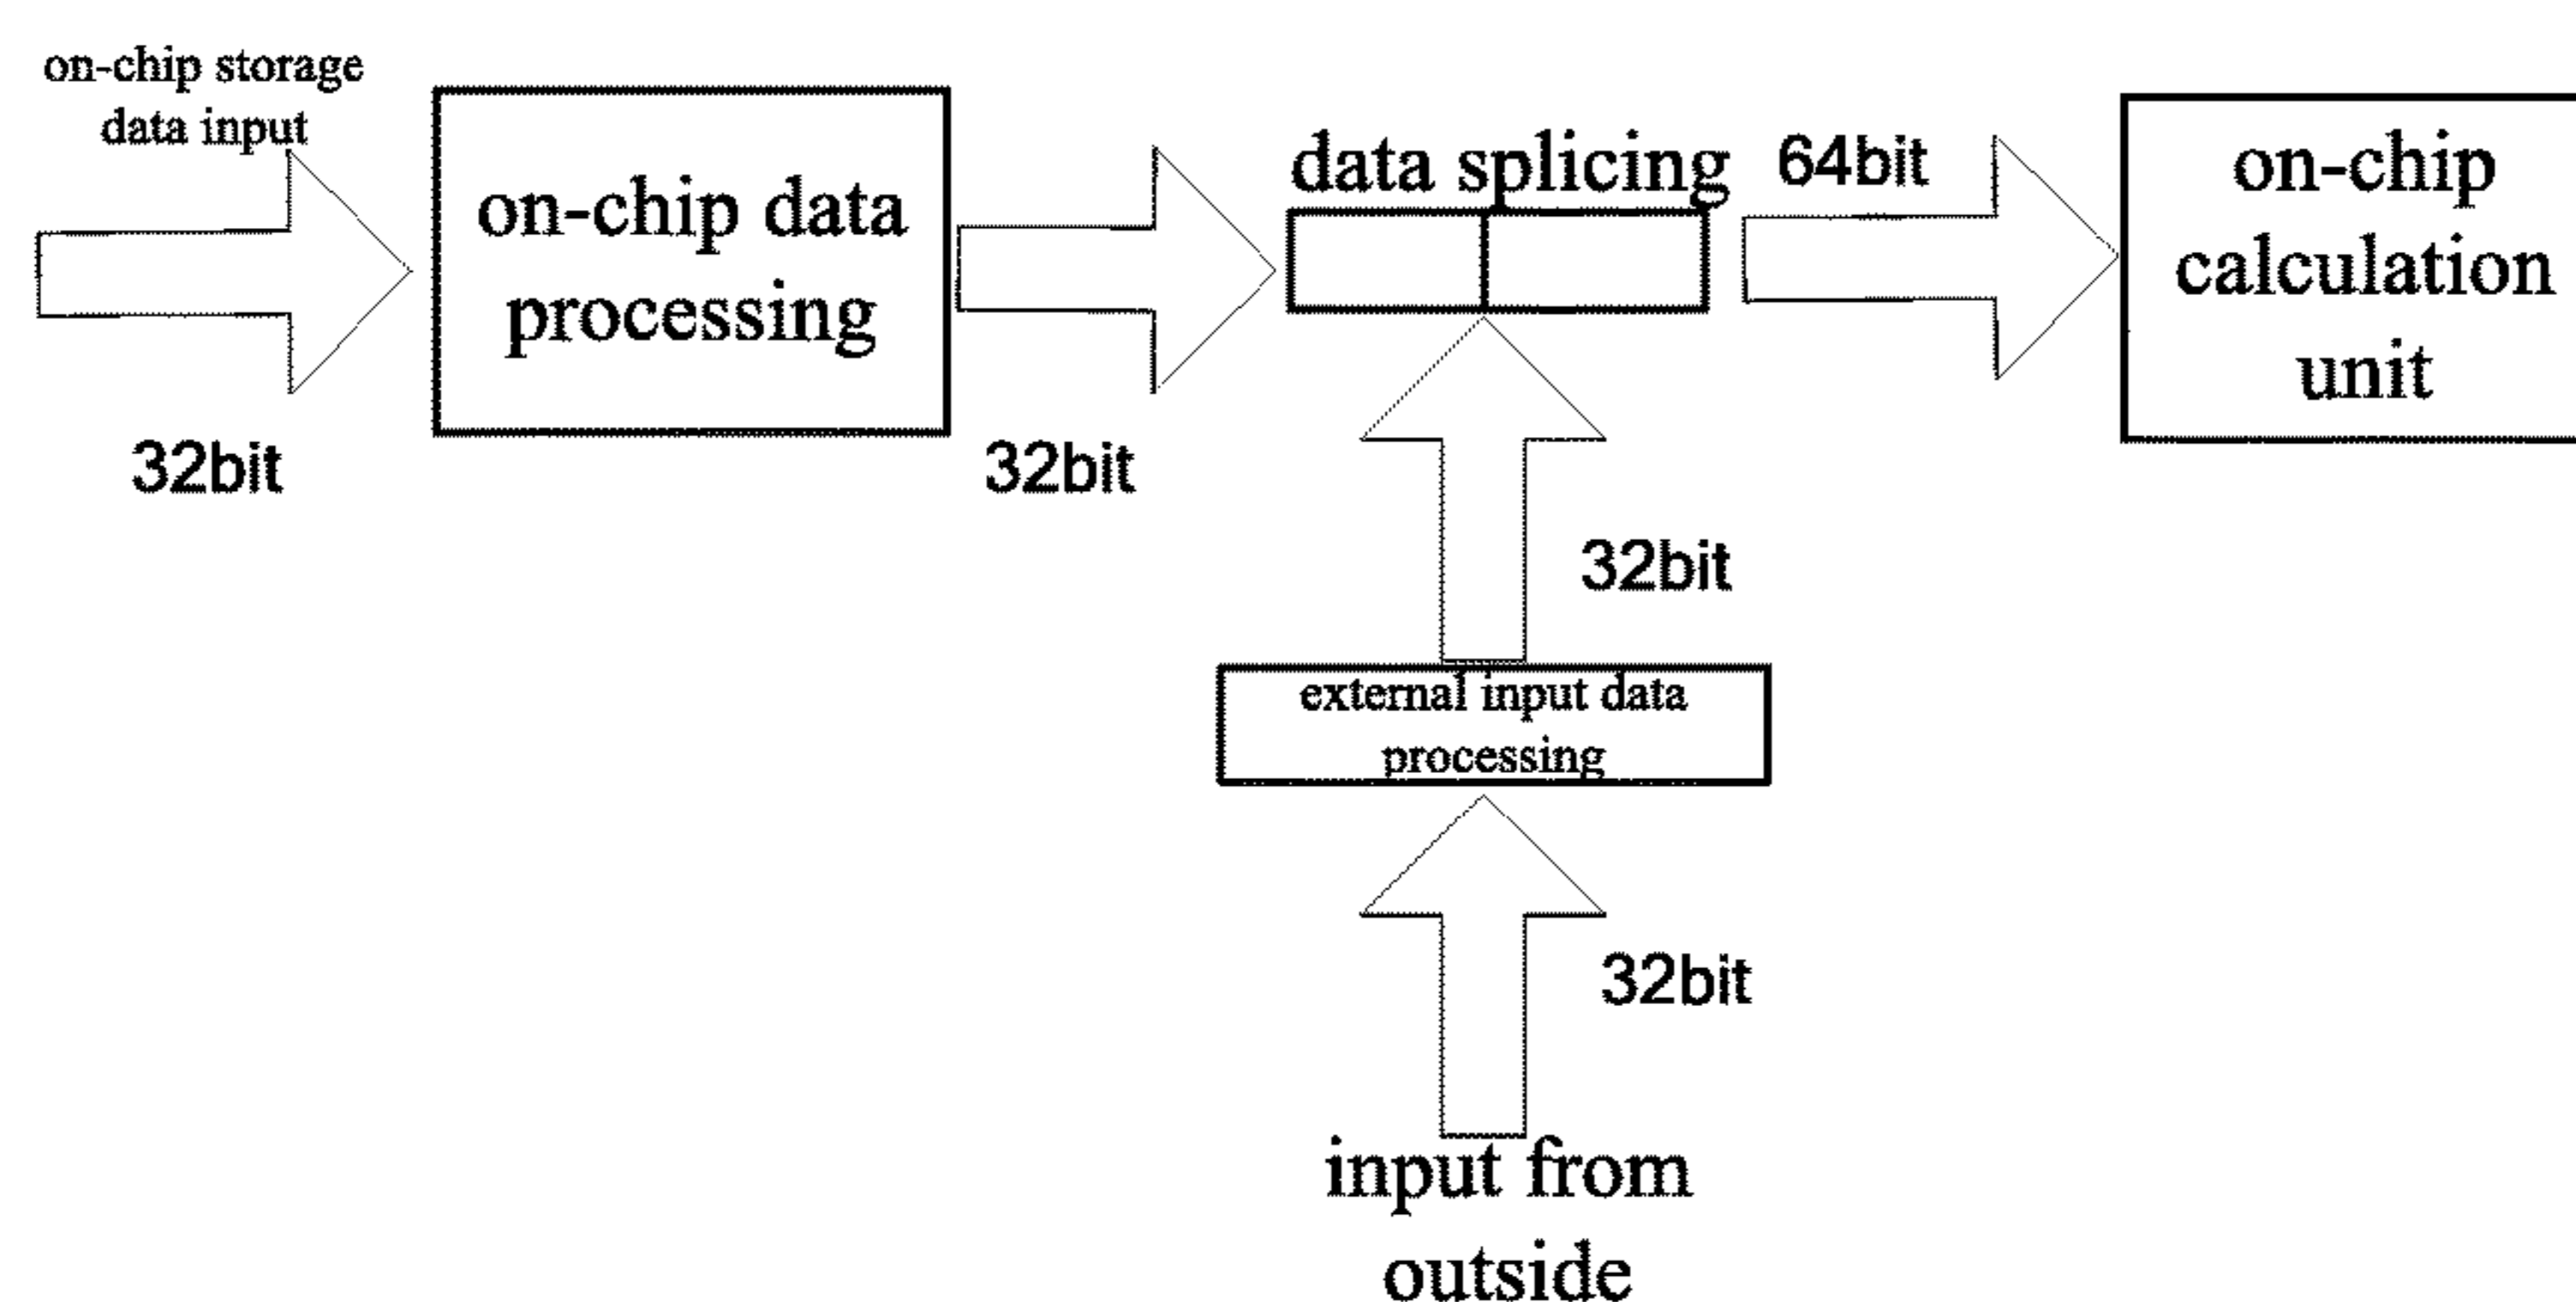 on-chip storage
data input
32bit
on-chip data
processing
32bit
data splicing
64bit
on-chip
calculation
unit
32bit
external input data
processing
32bit
input from
outside